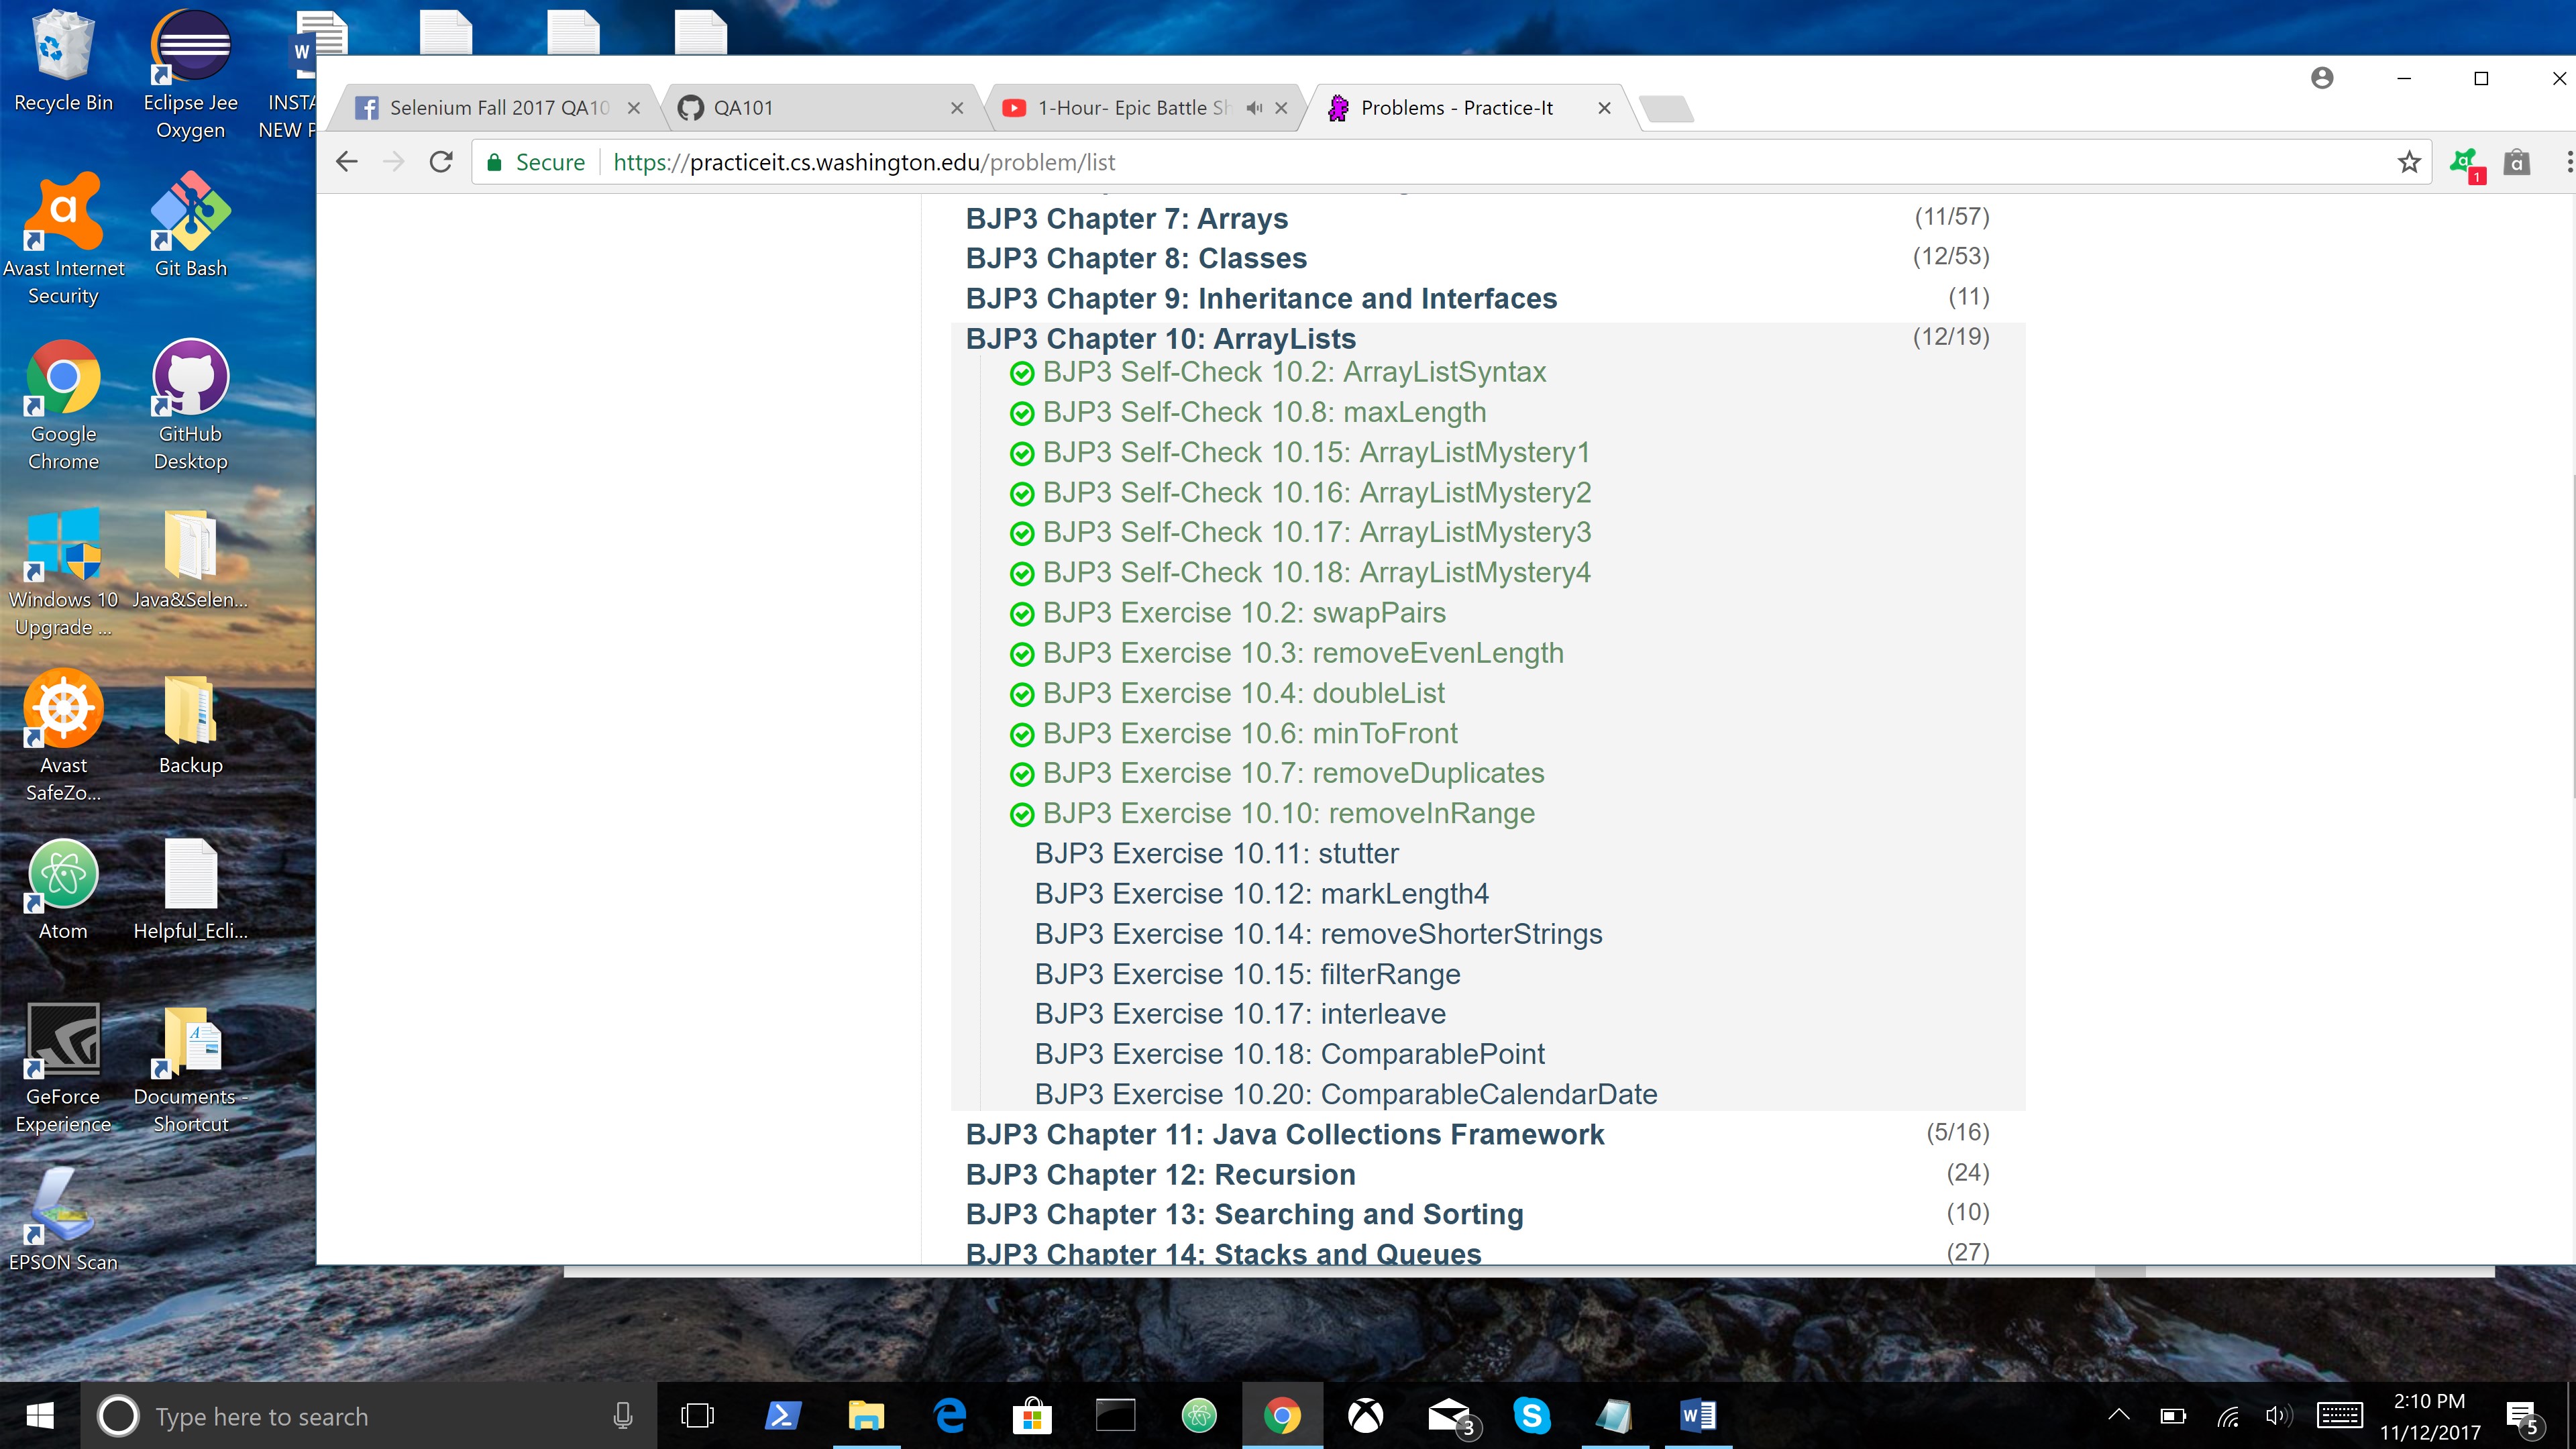 Recycle Bin
Eclipse Jee
Oxygen
INSTA
NEW P
Avast Internet
Security
Git Bash
Google
Chrome
GitHub
Desktop
Windows 10
Upgrade ...
Java&Selen...
Avast
SafeZo...
Backup
Atom
Helpful_Ecli...
GeForce
Experience
Documents -
Shortcut
EPSON Scan
Selenium Fall 2017 QA10
QA101
1-Hour- Epic Battle Sh
Problems - Practice-It
Secure
https://practiceit.cs.washington.edu/problem/list
1
BJP3 Chapter 7: Arrays (11/57)
BJP3 Chapter 8: Classes (12/53)
BJP3 Chapter 9: Inheritance and Interfaces (11)
BJP3 Chapter 10: ArrayLists (12/19)
BJP3 Self-Check 10.2: ArrayListSyntax
BJP3 Self-Check 10.8: maxLength
BJP3 Self-Check 10.15: ArrayListMystery1
BJP3 Self-Check 10.16: ArrayListMystery2
BJP3 Self-Check 10.17: ArrayListMystery3
BJP3 Self-Check 10.18: ArrayListMystery4
BJP3 Exercise 10.2: swapPairs
BJP3 Exercise 10.3: removeEvenLength
BJP3 Exercise 10.4: doubleList
BJP3 Exercise 10.6: minToFront
BJP3 Exercise 10.7: removeDuplicates
BJP3 Exercise 10.10: removeInRange
BJP3 Exercise 10.11: stutter
BJP3 Exercise 10.12: markLength4
BJP3 Exercise 10.14: removeShorterStrings
BJP3 Exercise 10.15: filterRange
BJP3 Exercise 10.17: interleave
BJP3 Exercise 10.18: ComparablePoint
BJP3 Exercise 10.20: ComparableCalendarDate
BJP3 Chapter 11: Java Collections Framework (5/16)
BJP3 Chapter 12: Recursion (24)
BJP3 Chapter 13: Searching and Sorting (10)
BJP3 Chapter 14: Stacks and Queues (27)
Type here to search
3
2:10 PM
11/12/2017
5